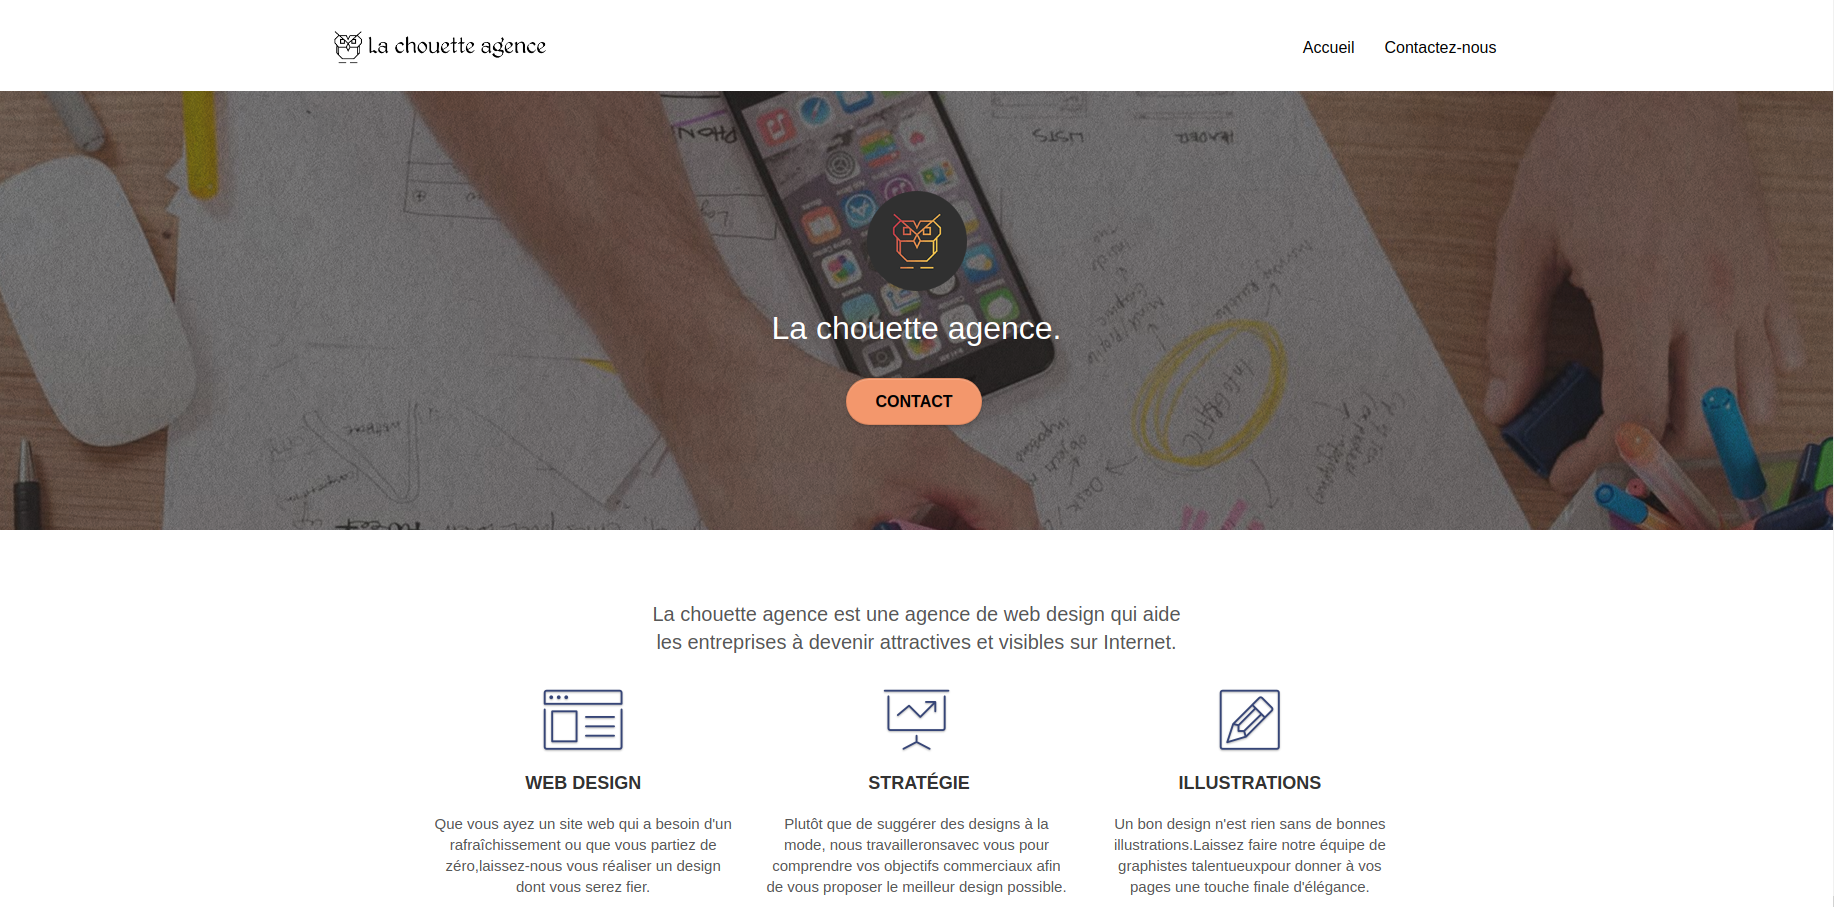 La chouette agence
Accueil
Contactez-nous
PHON
LISTS
HEADER
La chouette agence.
CONTACT
INFOGRAPHIC
La chouette agence est une agence de web design qui aide
les entreprises à devenir attractives et visibles sur Internet.
WEB DESIGN
Que vous ayez un site web qui a besoin d'un
rafraîchissement ou que vous partiez de
zéro,laissez-nous vous réaliser un design
dont vous serez fier.
STRATÉGIE
Plutôt que de suggérer des designs à la
mode, nous travailleronsavec vous pour
comprendre vos objectifs commerciaux afin
de vous proposer le meilleur design possible.
ILLUSTRATIONS
Un bon design n'est rien sans de bonnes
illustrations.Laissez faire notre équipe de
graphistes talentueuxpour donner à vos
pages une touche finale d'élégance.